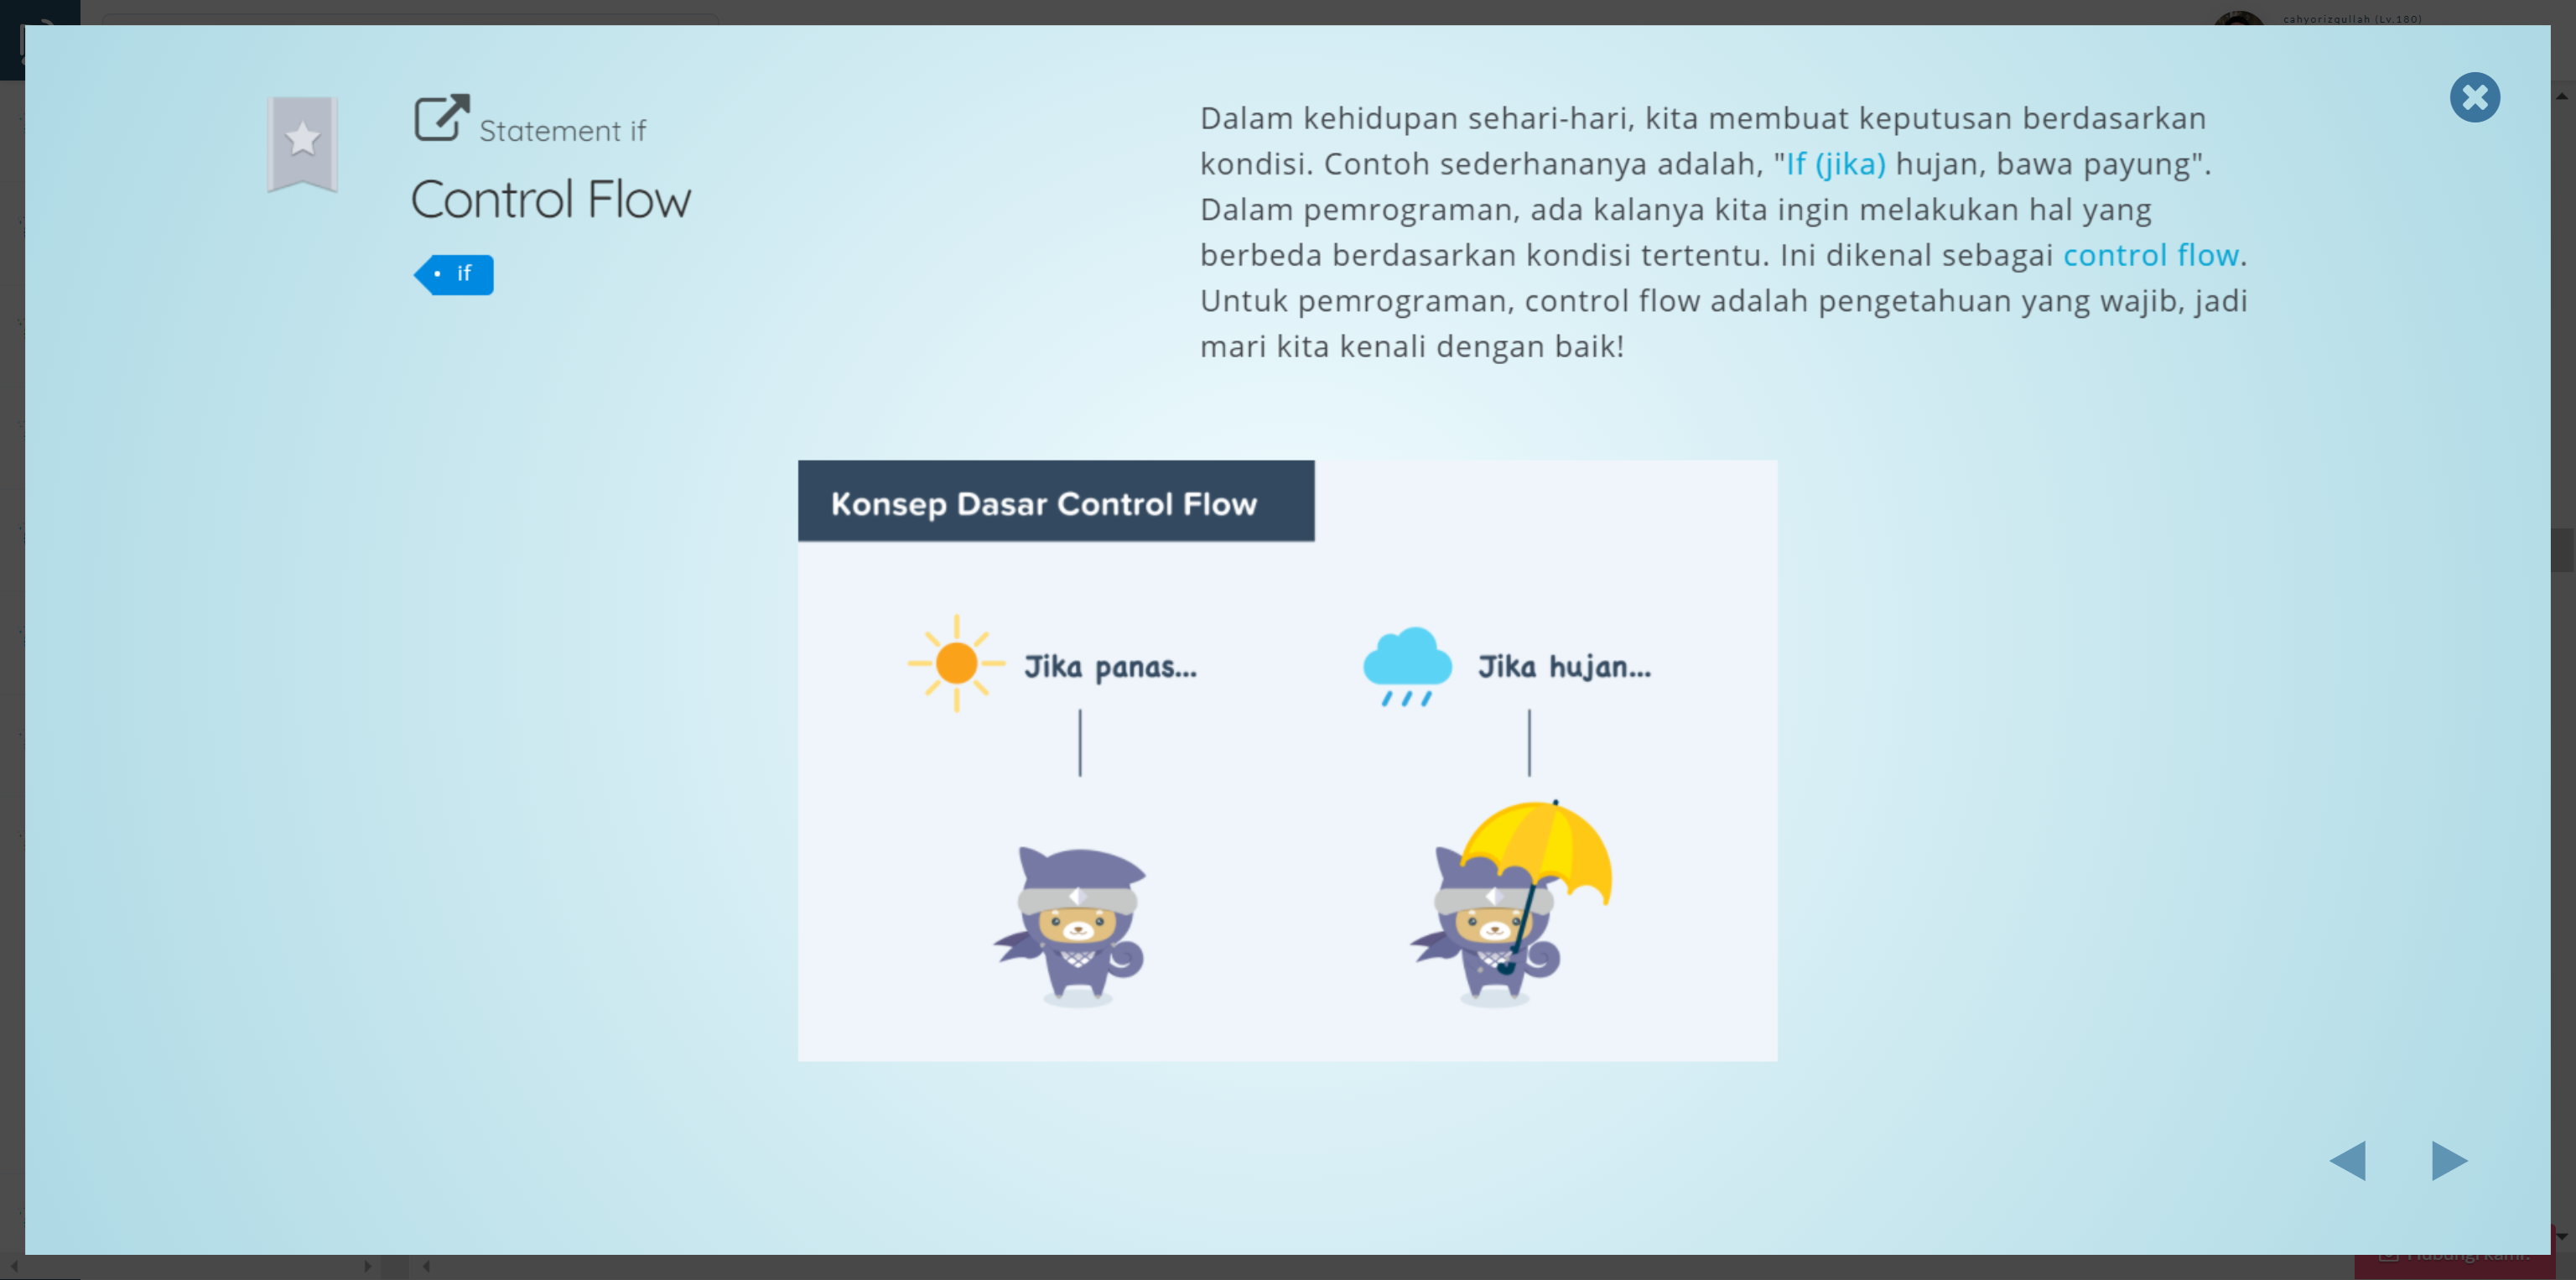 cahyorizqullah (Lv.180)
Statement if
Control Flow
if
Dalam kehidupan sehari-hari, kita membuat keputusan berdasarkan
kondisi. Contoh sederhananya adalah, "If (jika) hujan, bawa payung".
Dalam pemrograman, ada kalanya kita ingin melakukan hal yang
berbeda berdasarkan kondisi tertentu. Ini dikenal sebagai control flow.
Untuk pemrograman, control flow adalah pengetahuan yang wajib, jadi
mari kita kenali dengan baik!
Konsep Dasar Control Flow
Jika panas...
Jika hujan...